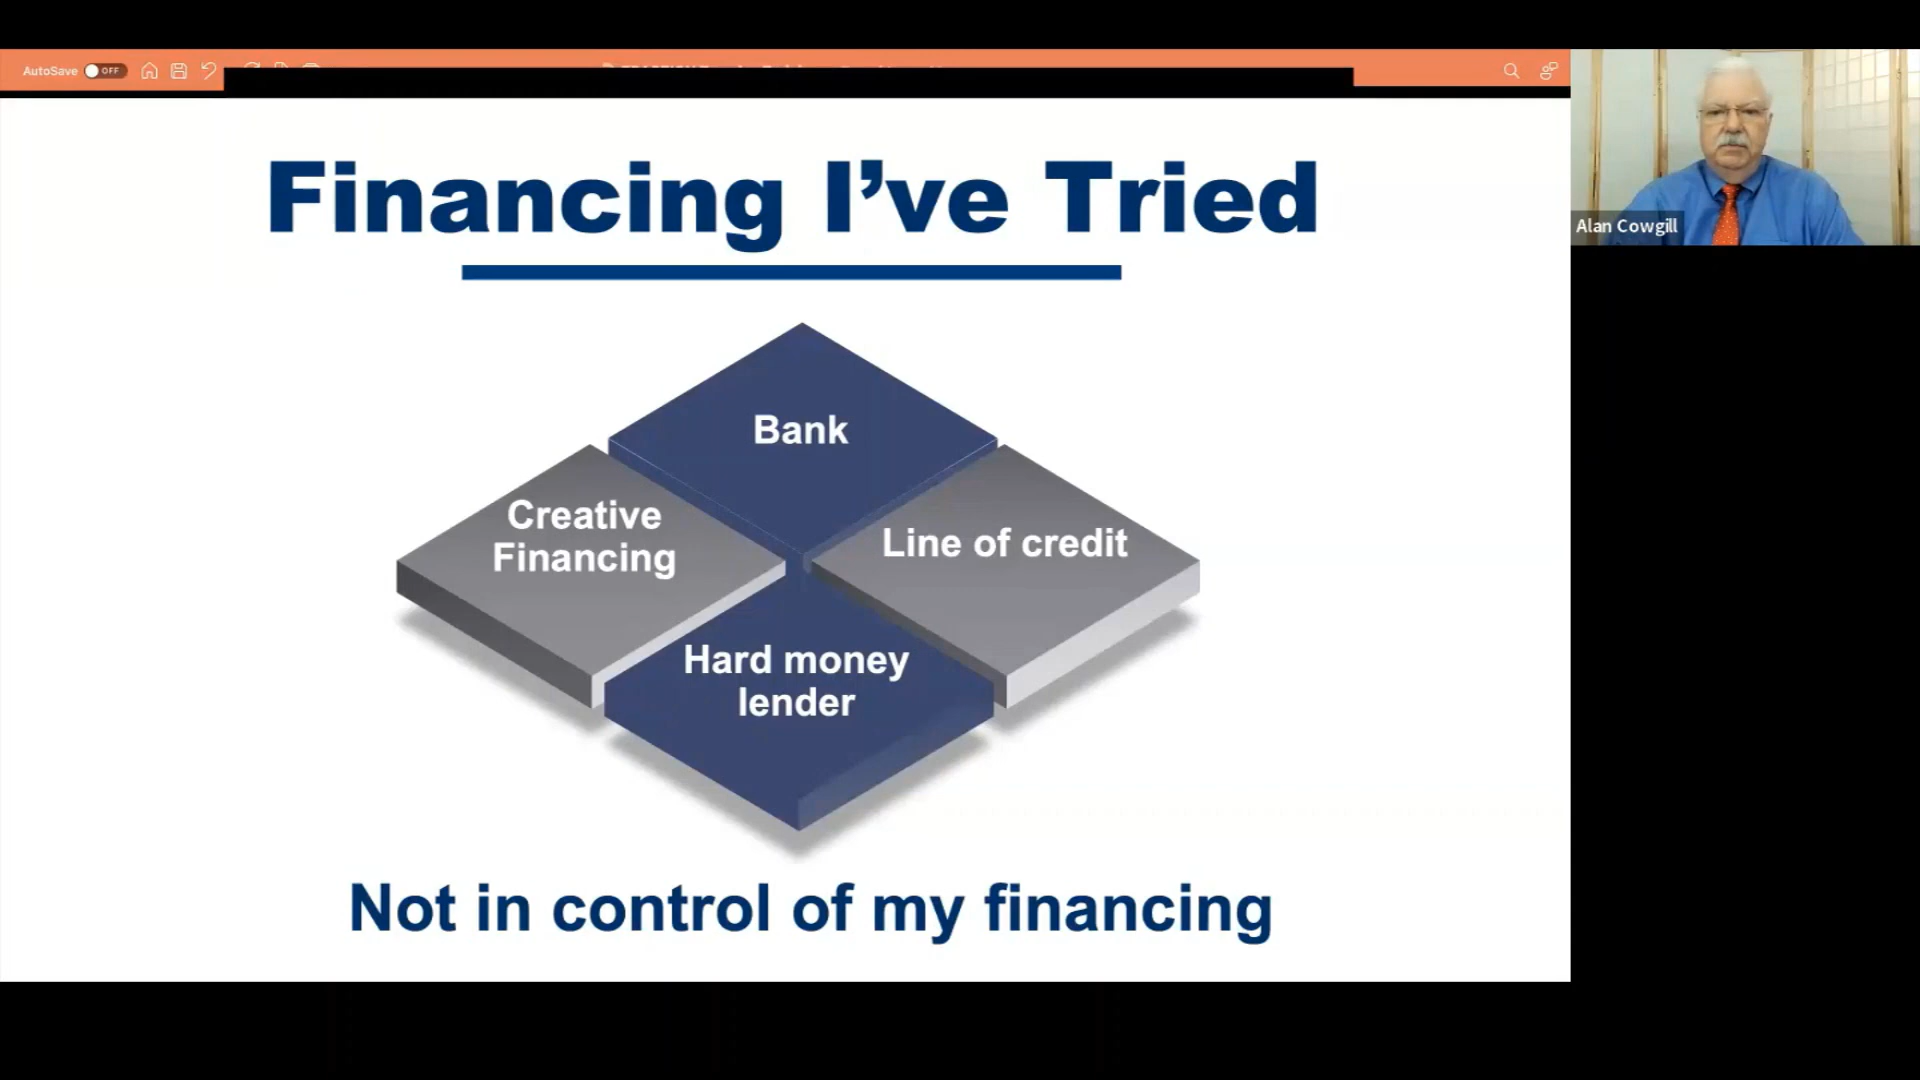 AutoSave OFF
Financing I’ve Tried
Alan Cowgill
Bank
Creative
Financing
Line of credit
Hard money
lender
Not in control of my financing